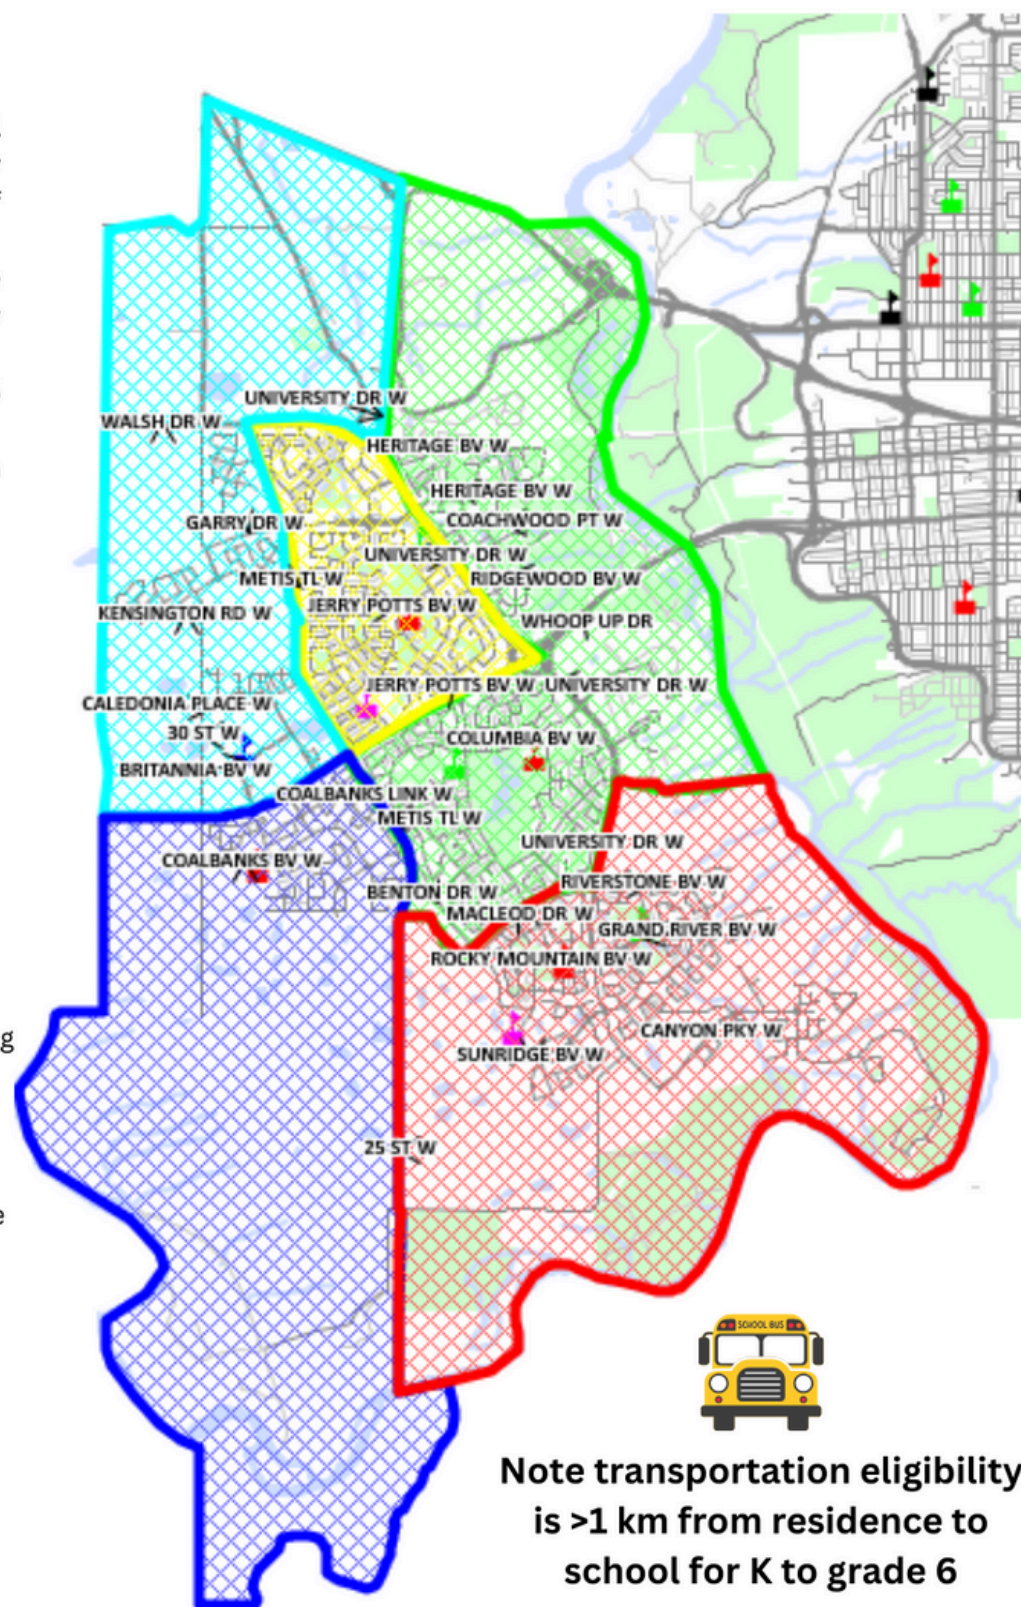 UNIVERSITY DR W
WALSH DR W
HERITAGE BV W
HERITAGE BV W
GARRY DR W
COACHWOOD PT W
UNIVERSITY DR W
METIS TL W
RIDGEWOOD BV W
JERRY POTTS BV W
KENSINGTON RD W
WHOOP UP DR
JERRY POTTS BV W
UNIVERSITY DR W
CALEDONIA PLACE W
30 ST W
COLUMBIA BV W
BRITANNIA BV W
COALBANKS LINK W
METIS TL W
UNIVERSITY DR W
COALBANKS BV W
RIVERSTONE BV W
BENTON DR W
MACLEOD DR W
GRAND RIVER BV W
ROCKY MOUNTAIN BV W
CANYON PKY W
g
SUNRIDGE BV W
25 ST W
e
SCHOOL BUS
Note transportation eligibility
is >1 km from residence to
school for K to grade 6